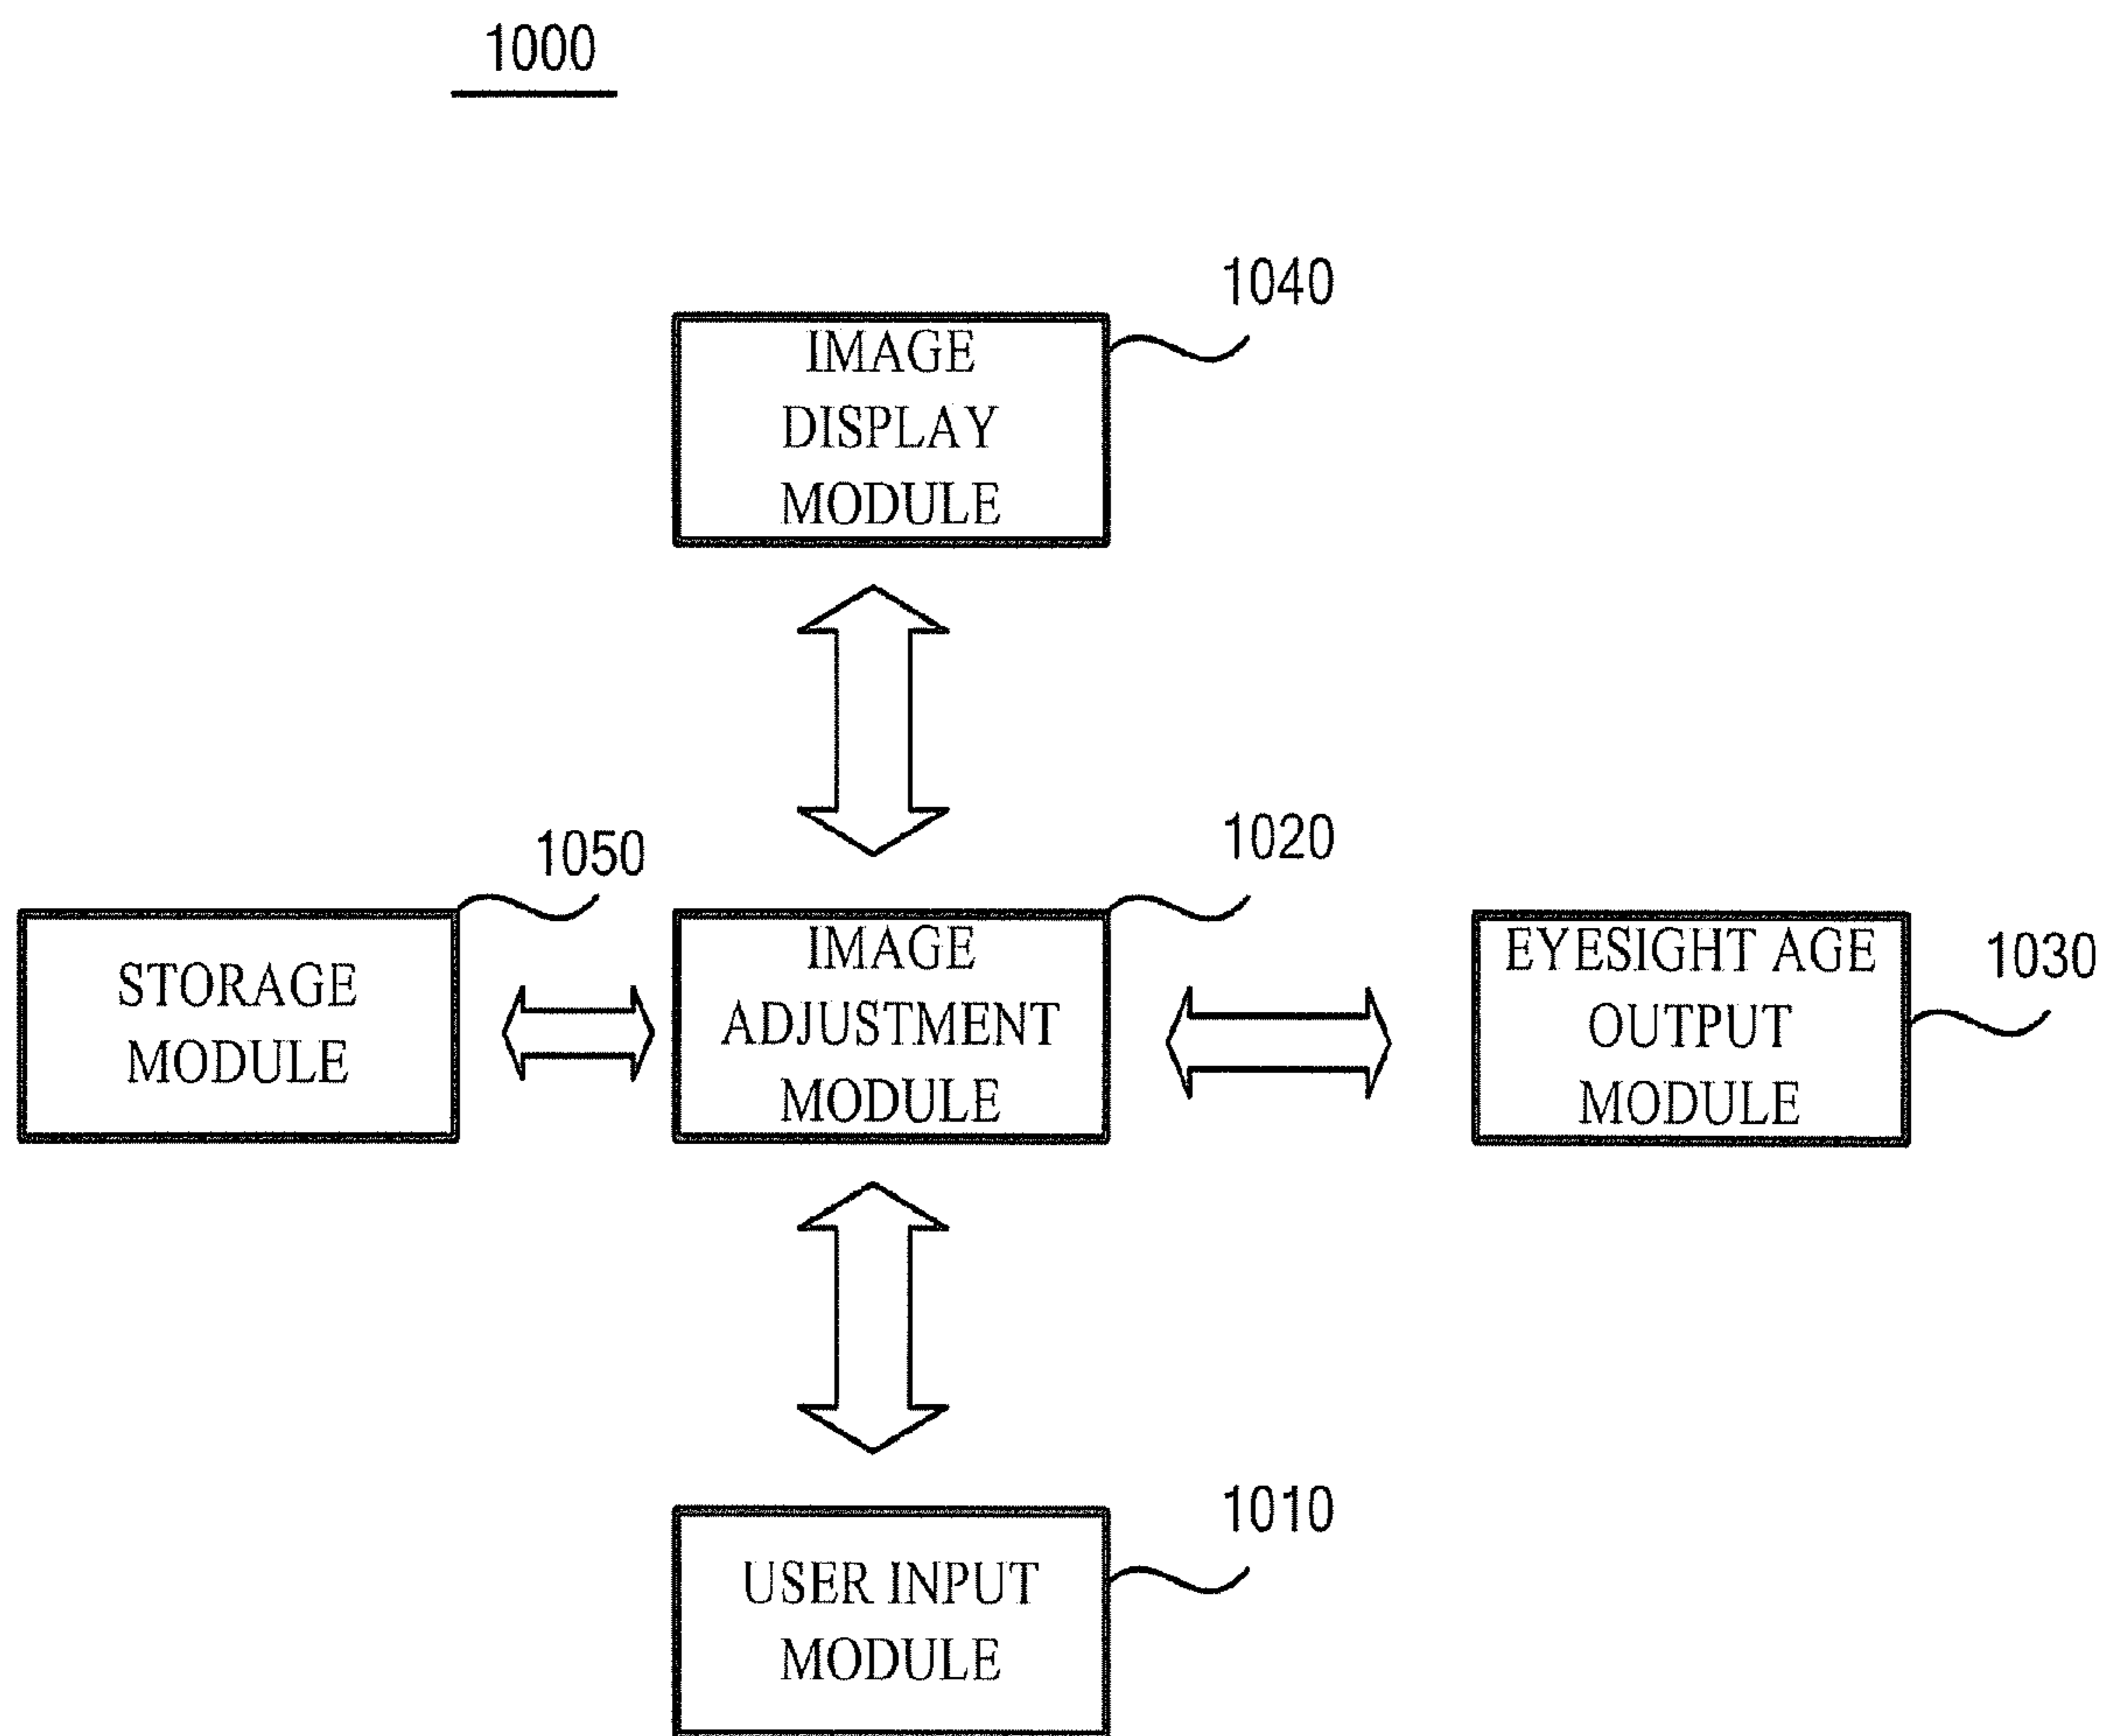 1000
1040
IMAGE
DISPLAY
MODULE
1050
1020
STORAGE
MODULE
IMAGE
ADJUSTMENT
MODULE
EYESIGHT AGE
OUTPUT
MODULE
1030
1010
USER INPUT
MODULE